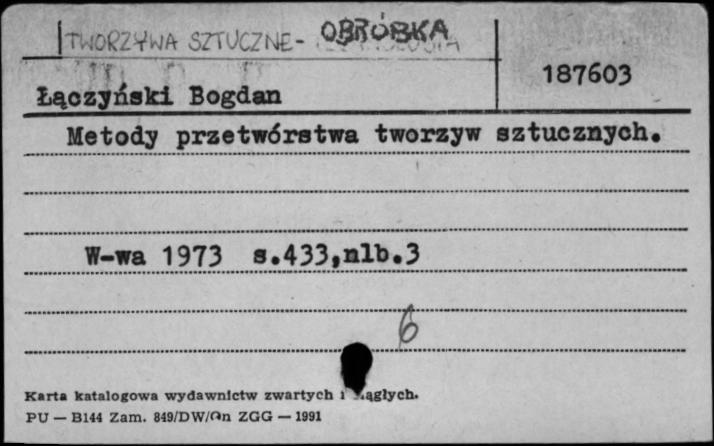 TWORZYWA SZTUCZNE - OBRÓBKA
187603
Łączyński Bogdan
Metody przetwórstwa tworzyw sztucznych.
W-wa 1973 s.433,nlb.3
6
Karta katalogowa wydawnictw zwartych i
PU — B144 Zam. 849/DW/On ZGG — 1991